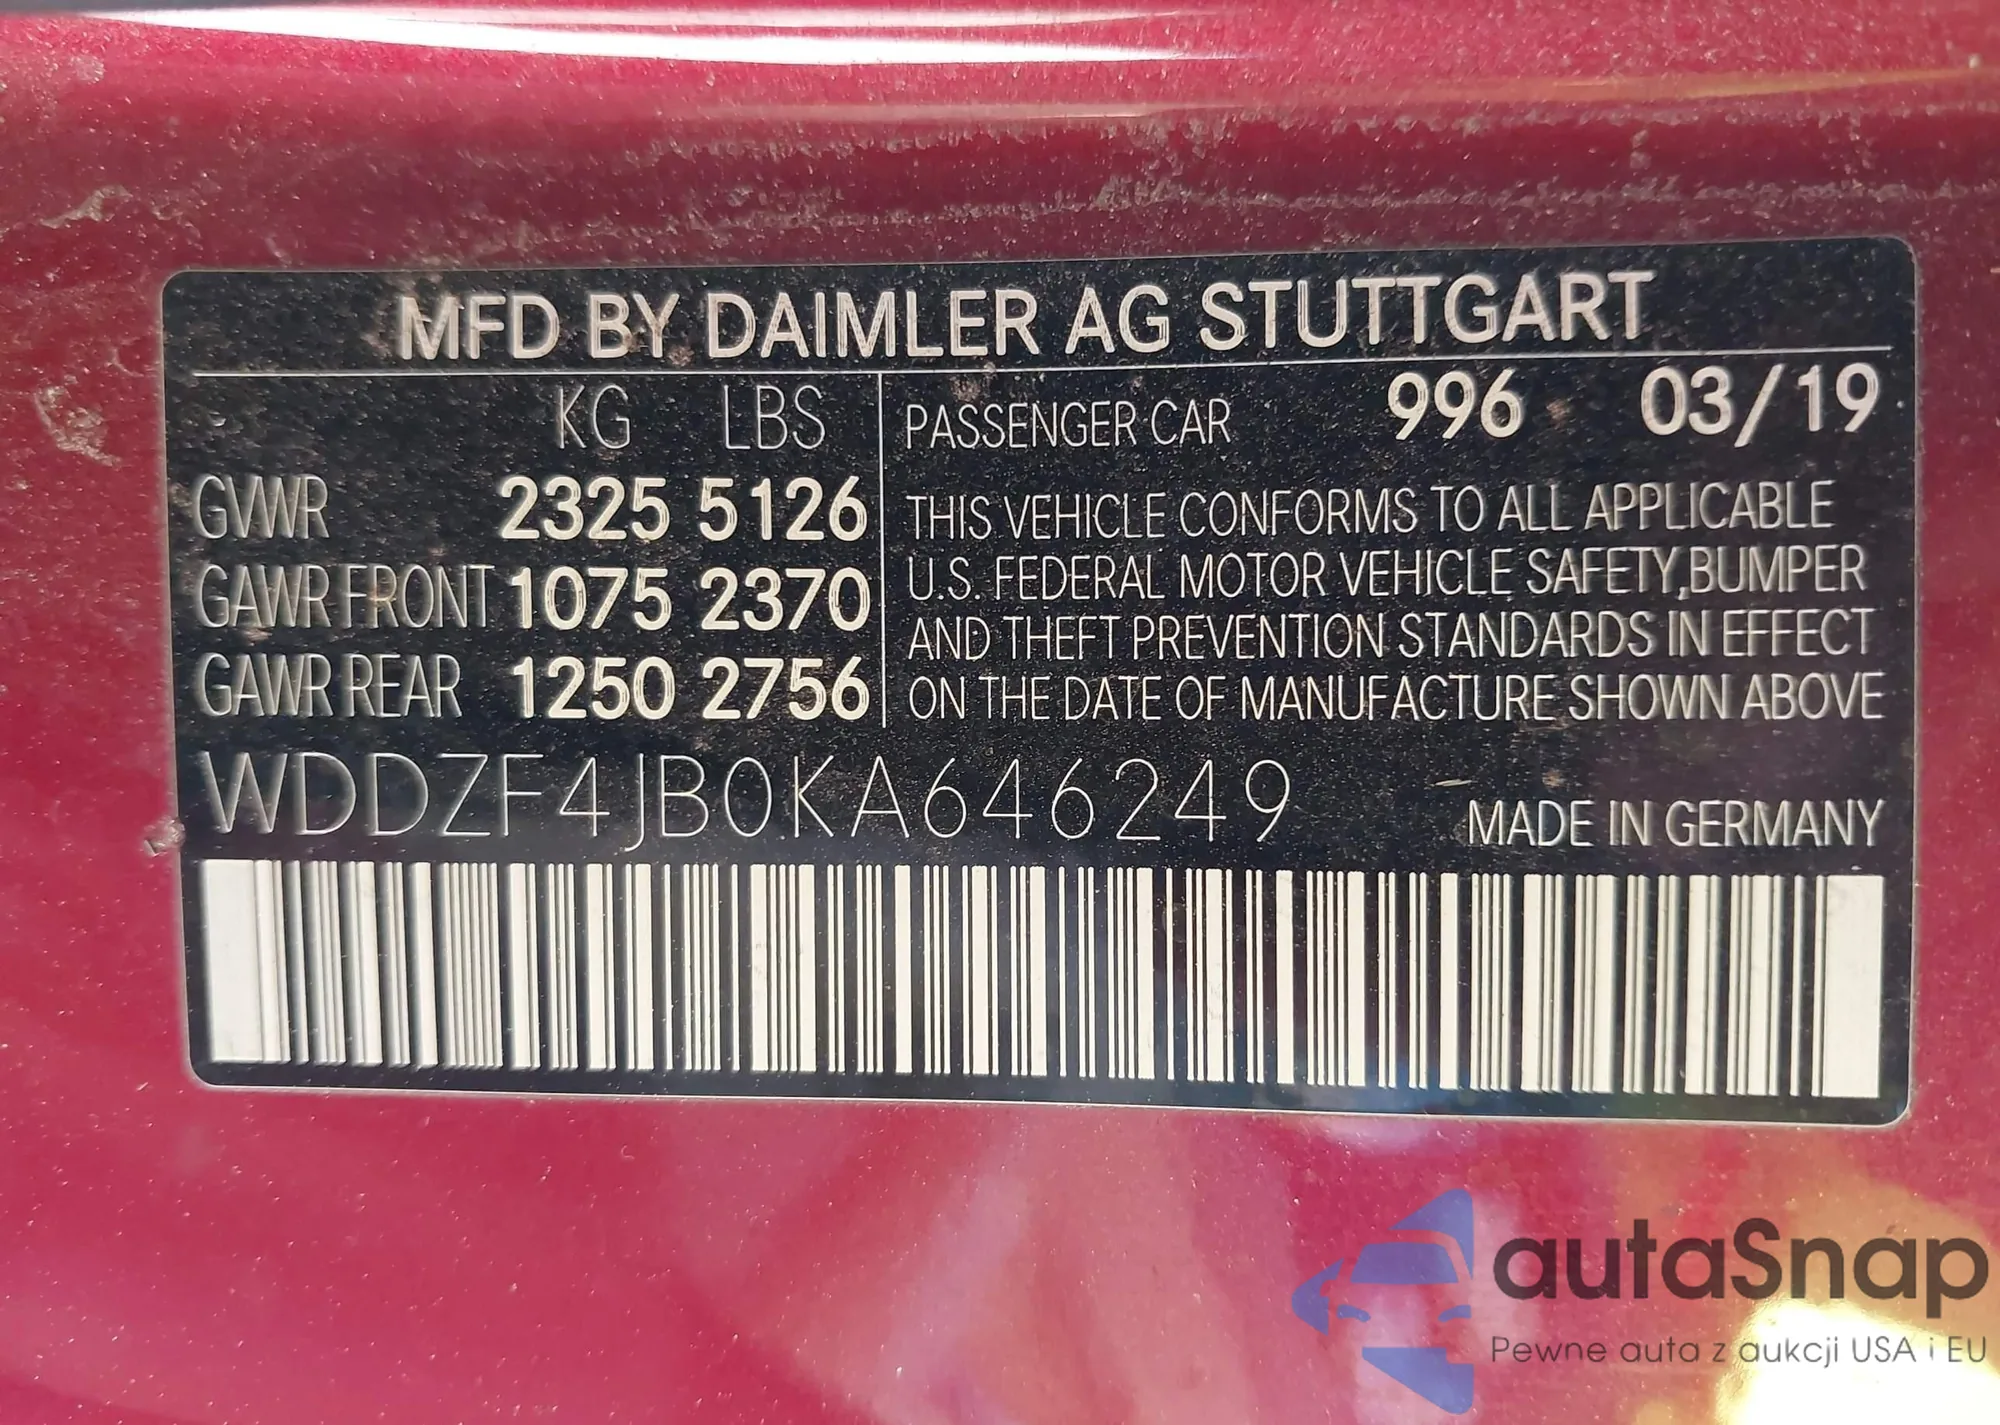 MFD BY DAIMLER AG STUTTGART
KG LBS
GVWR 2325 5126
GAWR FRONT 1075 2370
GAWR REAR 1250 2756
PASSENGER CAR 996 03/19
THIS VEHICLE CONFORMS TO ALL APPLICABLE
U.S. FEDERAL MOTOR VEHICLE SAFETY,BUMPER
AND THEFT PREVENTION STANDARDS IN EFFECT
ON THE DATE OF MANUFACTURE SHOWN ABOVE
WDDZF4JB0KA646249
MADE IN GERMANY
autaSnap
Pewne auta z aukcji USA i EU